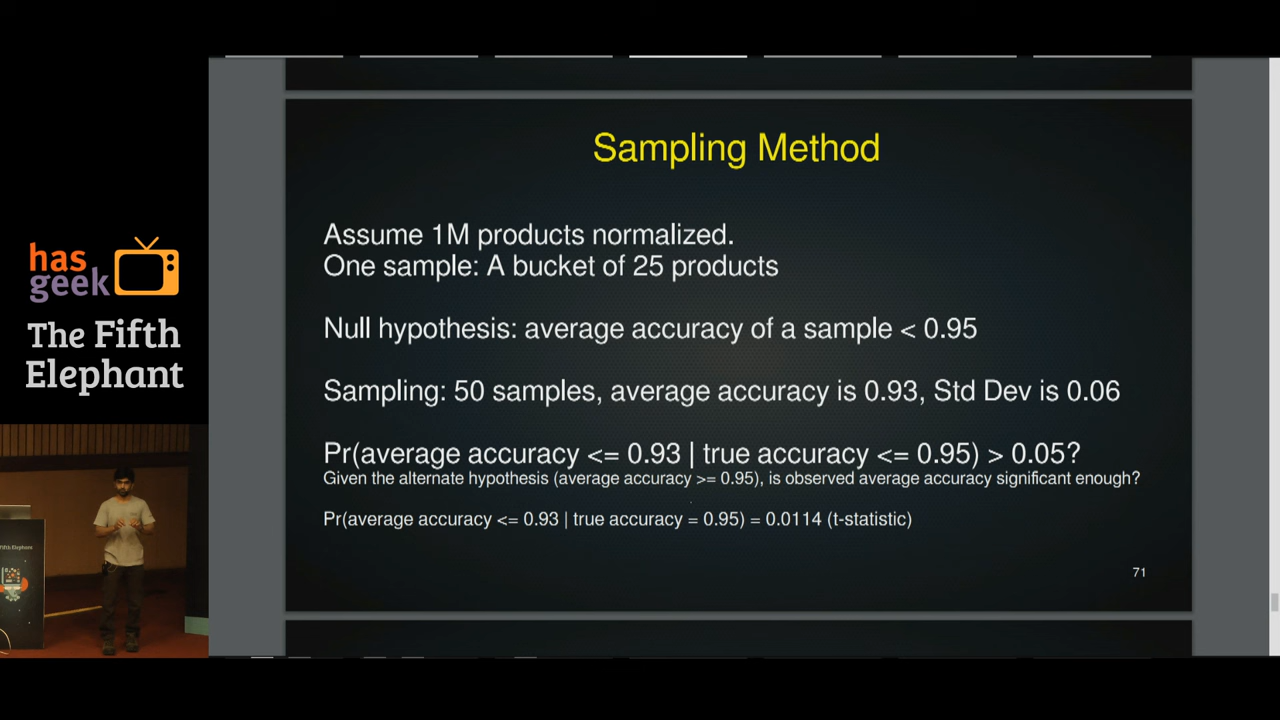 has
geek
The Fifth
Elephant
Sampling Method
Assume 1M products normalized.
One sample: A bucket of 25 products
Null hypothesis: average accuracy of a sample < 0.95
Sampling: 50 samples, average accuracy is 0.93, Std Dev is 0.06
Pr(average accuracy <= 0.93 | true accuracy <= 0.95) > 0.05?
Given the alternate hypothesis (average accuracy >= 0.95), is observed average accuracy significant enough?
Pr(average accuracy <= 0.93 | true accuracy = 0.95) = 0.0114 (t-statistic)
71